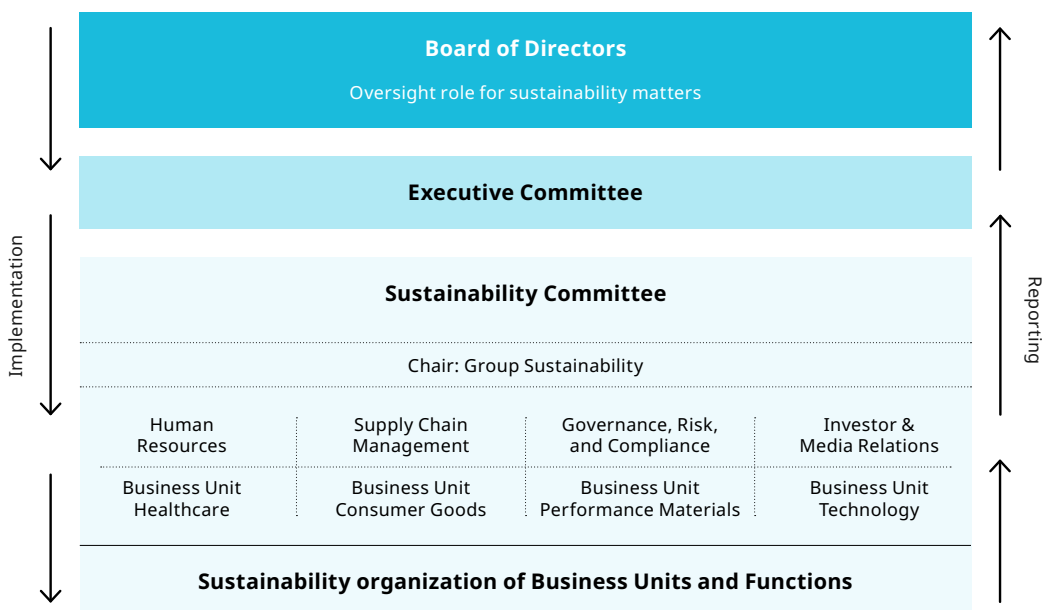 Board of Directors
Oversight role for sustainability matters
Executive Committee
Sustainability Committee
Chair: Group Sustainability
Human
Resources
Supply Chain
Management
Governance, Risk,
and Compliance
Investor &
Media Relations
Business Unit
Healthcare
Business Unit
Consumer Goods
Business Unit
Performance Materials
Business Unit
Technology
Sustainability organization of Business Units and Functions
Implementation
Reporting